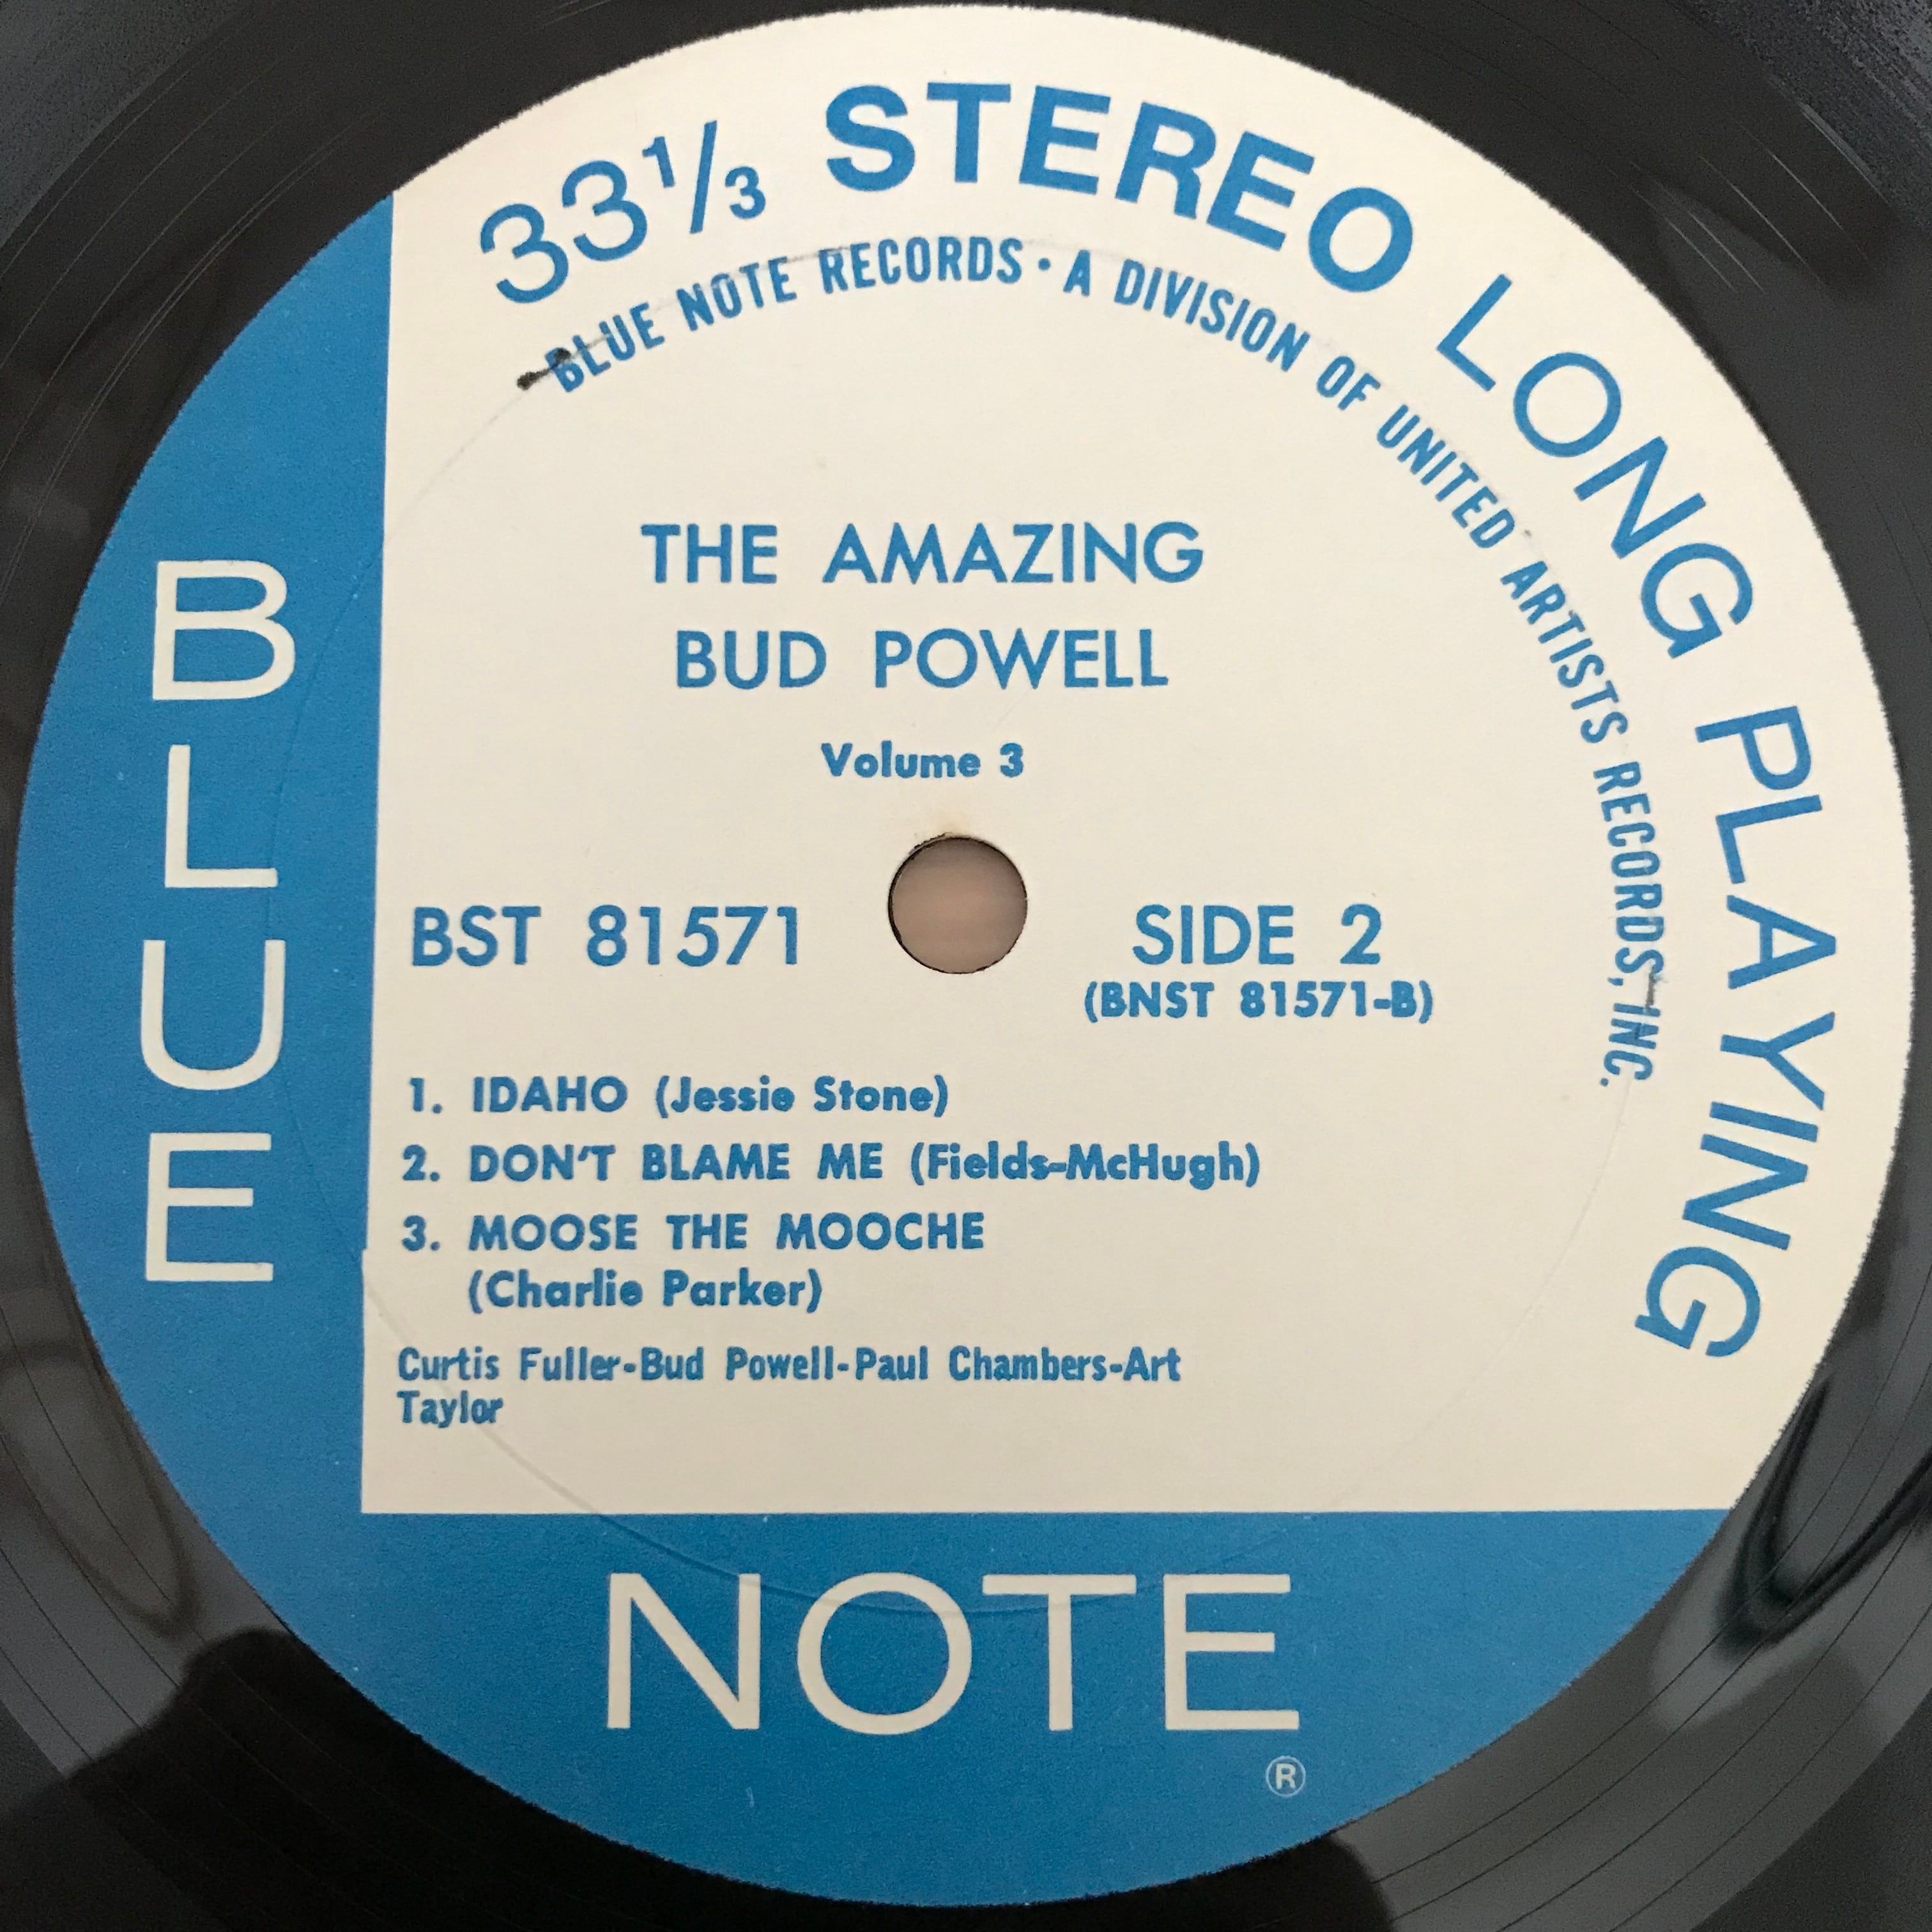 33⅓ STEREO LONG PLAYING
BLUE NOTE RECORDS · A DIVISION OF UNITED ARTISTS RECORDS, INC.
THE AMAZING
BUD POWELL
Volume 3
BST 81571
SIDE 2
(BNST 81571-B)
1. IDAHO (Jessie Stone)
2. DON'T BLAME ME (Fields-McHugh)
3. MOOSE THE MOOCHE
(Charlie Parker)
Curtis Fuller-Bud Powell-Paul Chambers-Art
Taylor
BLUE
NOTE
®